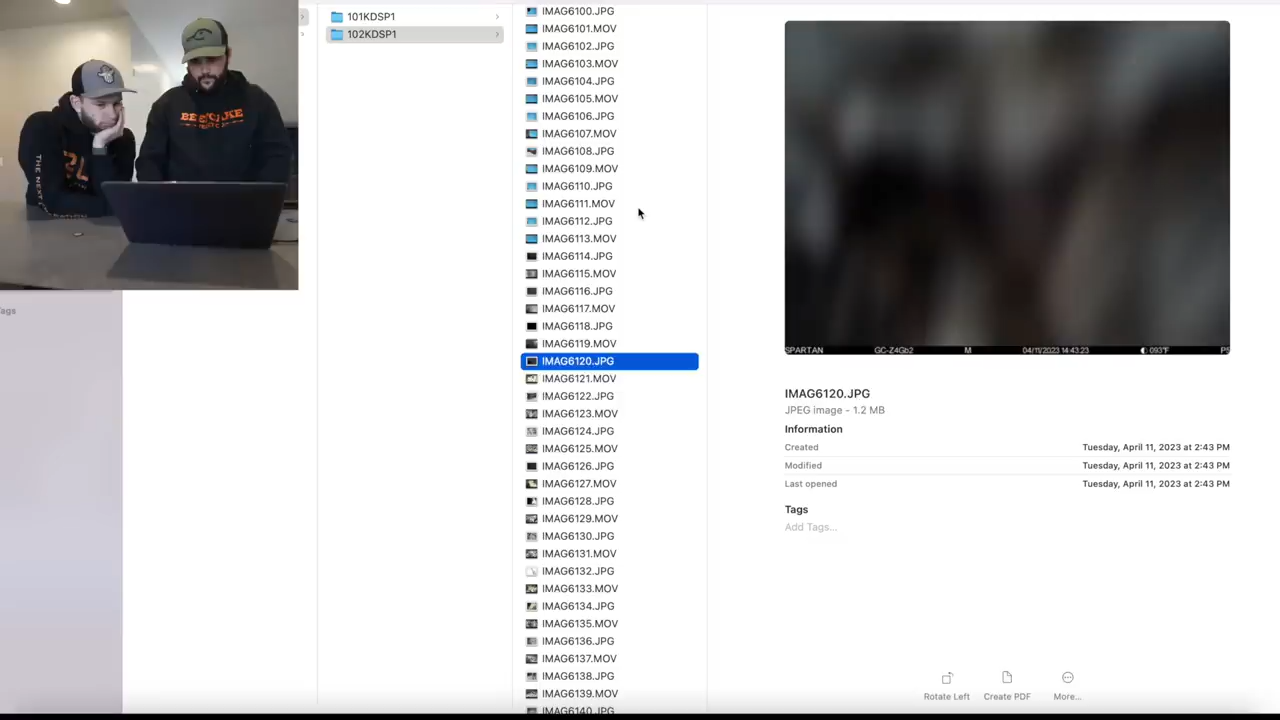 101KDSP1
102KDSP1
IMAG6100.JPG
IMAG6101.MOV
IMAG6102.JPG
IMAG6103.MOV
IMAG6104.JPG
IMAG6105.MOV
IMAG6106.JPG
IMAG6107.MOV
IMAG6108.JPG
IMAG6109.MOV
IMAG6110.JPG
IMAG6111.MOV
IMAG6112.JPG
IMAG6113.MOV
IMAG6114.JPG
IMAG6115.MOV
IMAG6116.JPG
IMAG6117.MOV
IMAG6118.JPG
IMAG6119.MOV
IMAG6120.JPG
IMAG6121.MOV
IMAG6122.JPG
IMAG6123.MOV
IMAG6124.JPG
IMAG6125.MOV
IMAG6126.JPG
IMAG6127.MOV
IMAG6128.JPG
IMAG6129.MOV
IMAG6130.JPG
IMAG6131.MOV
IMAG6132.JPG
IMAG6133.MOV
IMAG6134.JPG
IMAG6135.MOV
IMAG6136.JPG
IMAG6137.MOV
IMAG6138.JPG
IMAG6139.MOV
IMAG6140.JPG
SPARTAN GC-Z4Gb2 M 04/11/2023 14:43:23 093°F
IMAG6120.JPG
JPEG image - 1.2 MB
Information
Created Tuesday, April 11, 2023 at 2:43 PM
Modified Tuesday, April 11, 2023 at 2:43 PM
Last opened Tuesday, April 11, 2023 at 2:43 PM
Tags
Add Tags...
Rotate Left Create PDF More...
ags
THE NEXT